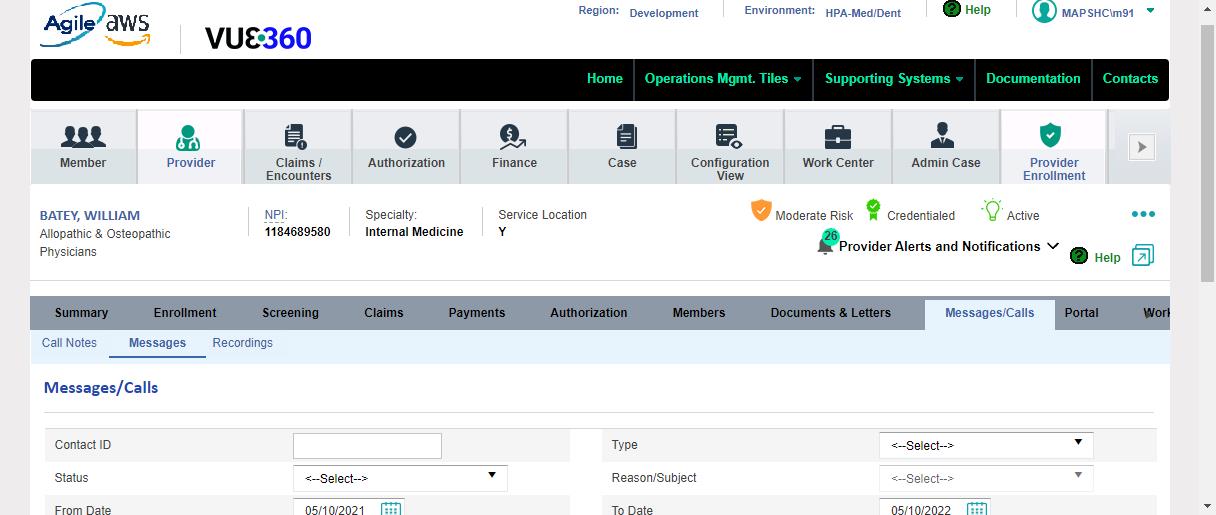 Agile aws
VUE360
Region: Development
Environment: HPA-Med/Dent
Help
MAPSHC\m91
Home
Operations Mgmt. Tiles
Supporting Systems
Documentation
Contacts
Member
Provider
Claims /
Encounters
Authorization
Finance
Case
Configuration
View
Work Center
Admin Case
Provider
Enrollment
BATEY, WILLIAM
Allopathic & Osteopathic
Physicians
NPI:
1184689580
Specialty:
Internal Medicine
Service Location
Y
Moderate Risk
Credentialed
Active
26
Provider Alerts and Notifications
Help
Summary
Enrollment
Screening
Claims
Payments
Authorization
Members
Documents & Letters
Messages/Calls
Portal
Work
Call Notes
Messages
Recordings
Messages/Calls
Contact ID
Type
<--Select-->
Status
<--Select-->
Reason/Subject
<--Select-->
From Date
05/10/2021
To Date
05/10/2022